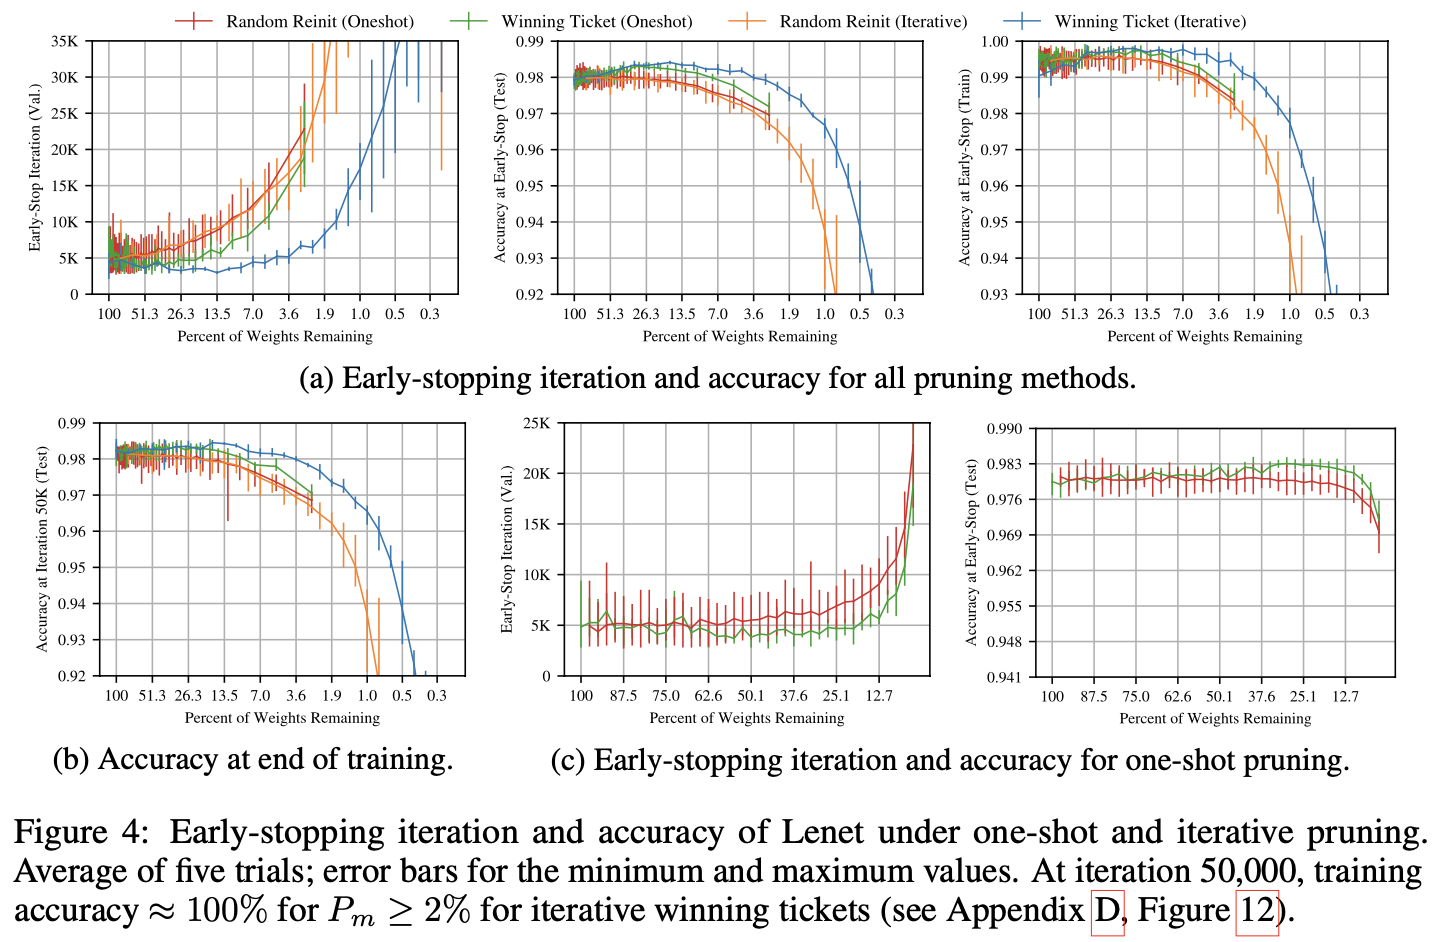 Random Reinit (Oneshot) Winning Ticket (Oneshot) Random Reinit (Iterative) Winning Ticket (Iterative)
Early-Stop Iteration (Val.)
35K
30K
25K
20K
15K
10K
5K
0
100 51.3 26.3 13.5 7.0 3.6 1.9 1.0 0.5 0.3
Percent of Weights Remaining
Accuracy at Early-Stop (Test)
0.99
0.98
0.97
0.96
0.95
0.94
0.93
0.92
100 51.3 26.3 13.5 7.0 3.6 1.9 1.0 0.5 0.3
Percent of Weights Remaining
Accuracy at Early-Stop (Train)
1.00
0.99
0.98
0.97
0.96
0.95
0.94
0.93
100 51.3 26.3 13.5 7.0 3.6 1.9 1.0 0.5 0.3
Percent of Weights Remaining
(a) Early-stopping iteration and accuracy for all pruning methods.
Accuracy at Iteration 50K (Test)
0.99
0.98
0.97
0.96
0.95
0.94
0.93
0.92
100 51.3 26.3 13.5 7.0 3.6 1.9 1.0 0.5 0.3
Percent of Weights Remaining
(b) Accuracy at end of training.
Early-Stop Iteration (Val.)
25K
20K
15K
10K
5K
0
100 87.5 75.0 62.6 50.1 37.6 25.1 12.7
Percent of Weights Remaining
Accuracy at Early-Stop (Test)
0.990
0.983
0.976
0.969
0.962
0.955
0.948
0.941
100 87.5 75.0 62.6 50.1 37.6 25.1 12.7
Percent of Weights Remaining
(c) Early-stopping iteration and accuracy for one-shot pruning.
Figure 4: Early-stopping iteration and accuracy of Lenet under one-shot and iterative pruning.
Average of five trials; error bars for the minimum and maximum values. At iteration 50,000, training
accuracy ≈ 100% for P_m ≥ 2% for iterative winning tickets (see Appendix D, Figure 12).